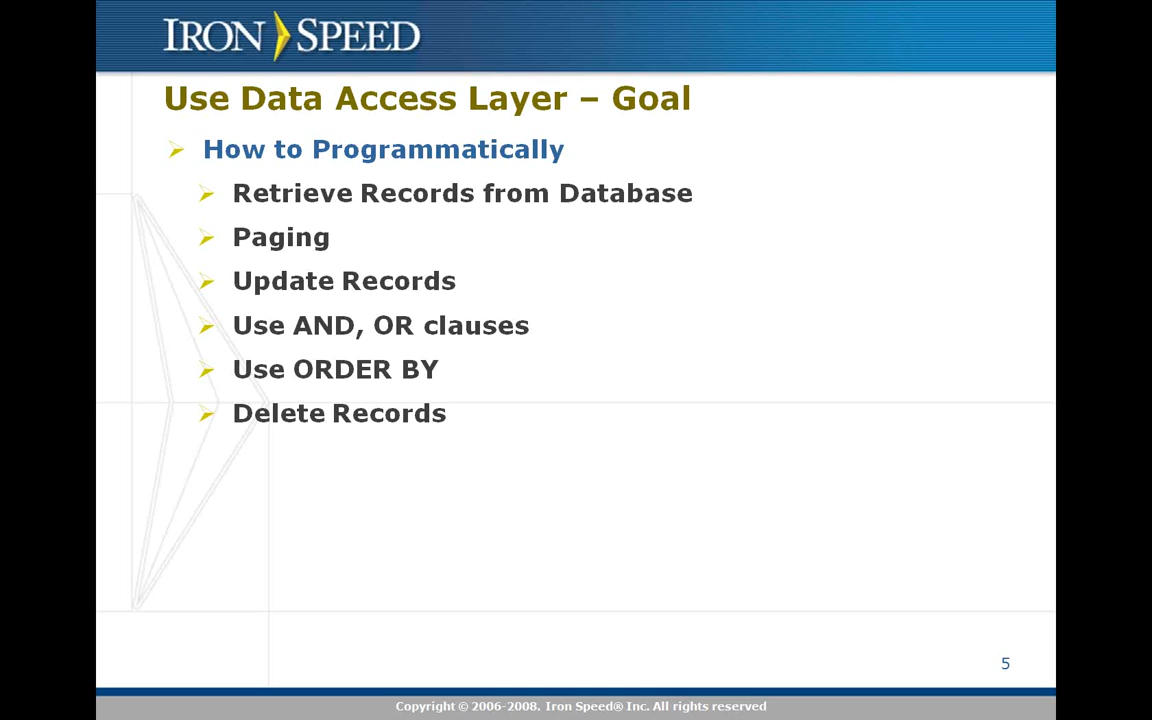 IRON SPEED
Use Data Access Layer – Goal
How to Programmatically
Retrieve Records from Database
Paging
Update Records
Use AND, OR clauses
Use ORDER BY
Delete Records
5
Copyright © 2006-2008. Iron Speed® Inc. All rights reserved